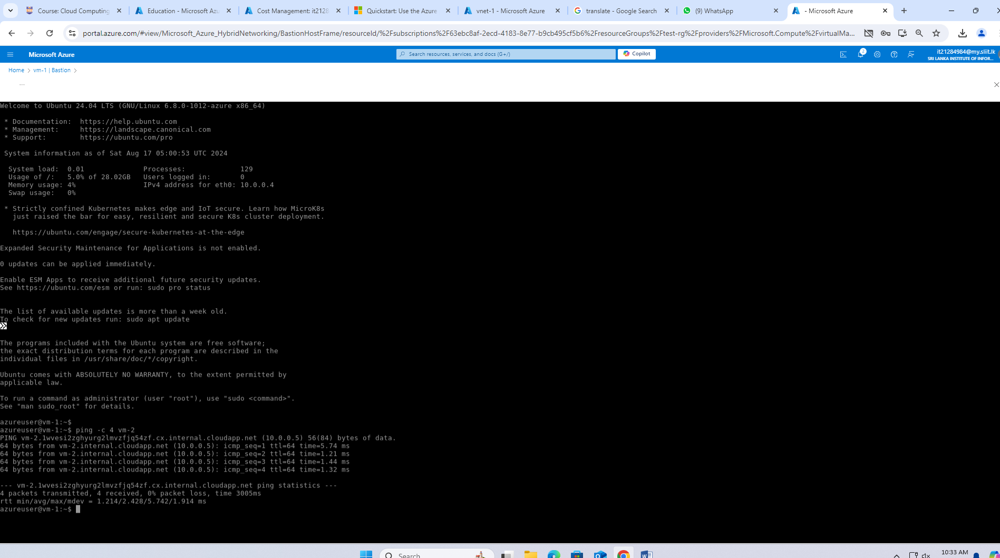 Course: Cloud Computing
Education - Microsoft Azu
Cost Management: it2128
Quickstart: Use the Azure
vnet-1 - Microsoft Azure
translate - Google Search
(9) WhatsApp
- Microsoft Azure
portal.azure.com/#view/Microsoft_Azure_HybridNetworking/BastionHostFrame/resourceId/%2Fsubscriptions%2F63ebc8af-2ecd-4183-8e77-b9cb495cf5b6%2FresourceGroups%2Ftest-rg%2Fproviders%2FMicrosoft.Compute%2FvirtualMa...
Microsoft Azure
Search resources, services, and docs (G+/)
Copilot
2
it21284984@my.sliit.lk
SRI LANKA INSTITUTE OF INFOR...
Home > vm-1 | Bastion >
...
Welcome to Ubuntu 24.04 LTS (GNU/Linux 6.8.0-1012-azure x86_64)
* Documentation: https://help.ubuntu.com
* Management: https://landscape.canonical.com
* Support: https://ubuntu.com/pro
System information as of Sat Aug 17 05:00:53 UTC 2024
System load: 0.01 Processes: 129
Usage of /: 5.0% of 28.02GB Users logged in: 0
Memory usage: 4% IPv4 address for eth0: 10.0.0.4
Swap usage: 0%
* Strictly confined Kubernetes makes edge and IoT secure. Learn how MicroK8s
just raised the bar for easy, resilient and secure K8s cluster deployment.
https://ubuntu.com/engage/secure-kubernetes-at-the-edge
Expanded Security Maintenance for Applications is not enabled.
0 updates can be applied immediately.
Enable ESM Apps to receive additional future security updates.
See https://ubuntu.com/esm or run: sudo pro status
The list of available updates is more than a week old.
To check for new updates run: sudo apt update
The programs included with the Ubuntu system are free software;
the exact distribution terms for each program are described in the
individual files in /usr/share/doc/*/copyright.
Ubuntu comes with ABSOLUTELY NO WARRANTY, to the extent permitted by
applicable law.
To run a command as administrator (user "root"), use "sudo <command>".
See "man sudo_root" for details.
azureuser@vm-1:~$
azureuser@vm-1:~$ ping -c 4 vm-2
PING vm-2.1wvesi2zghyurg2lmvzfjq54zf.cx.internal.cloudapp.net (10.0.0.5) 56(84) bytes of data.
64 bytes from vm-2.internal.cloudapp.net (10.0.0.5): icmp_seq=1 ttl=64 time=5.74 ms
64 bytes from vm-2.internal.cloudapp.net (10.0.0.5): icmp_seq=2 ttl=64 time=1.21 ms
64 bytes from vm-2.internal.cloudapp.net (10.0.0.5): icmp_seq=3 ttl=64 time=1.44 ms
64 bytes from vm-2.internal.cloudapp.net (10.0.0.5): icmp_seq=4 ttl=64 time=1.32 ms
--- vm-2.1wvesi2zghyurg2lmvzfjq54zf.cx.internal.cloudapp.net ping statistics ---
4 packets transmitted, 4 received, 0% packet loss, time 3005ms
rtt min/avg/max/mdev = 1.214/2.428/5.742/1.914 ms
azureuser@vm-1:~$
Search
10:33 AM